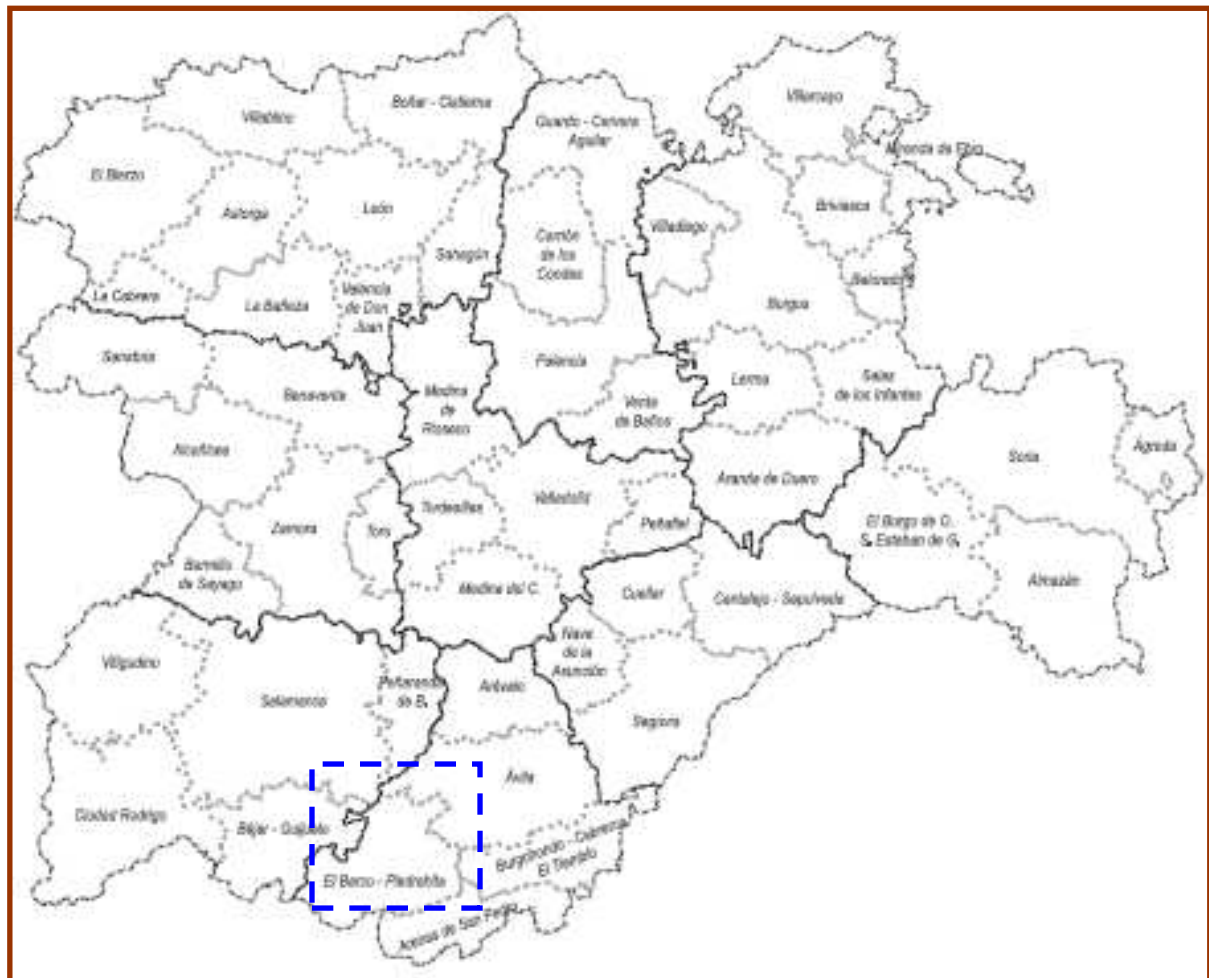 Boñar - Cistierna
Villablino
Villarcayo
Guardo - Cervera
Aguilar
Miranda de Ebro
El Bierzo
Astorga
León
Briviesca
Villadiego
Carrión
de los
Condes
Sahagún
Belorado
La Cabrera
La Bañeza
Valencia
de Don
Juan
Burgos
Sanabria
Palencia
Lerma
Salas
de los Infantes
Benavente
Medina
de
Rioseco
Venta
de Baños
Alcañices
Soria
Agreda
Aranda de Duero
Valladolid
Tordesillas
Peñafiel
El Burgo de O.
S. Esteban de G.
Zamora
Toro
Almazán
Bermillo
de Sayago
Medina del C.
Cuellar
Cantalejo - Sepulveda
Nava
de la
Asunción
Vitigudino
Salamanca
Peñaranda
de B.
Arévalo
Segovia
Ávila
Ciudad Rodrigo
Béjar - Guijuelo
Burgohondo - Cebreros
El Tiemblo
El Barco - Piedrahita
Arenas de San Pedro